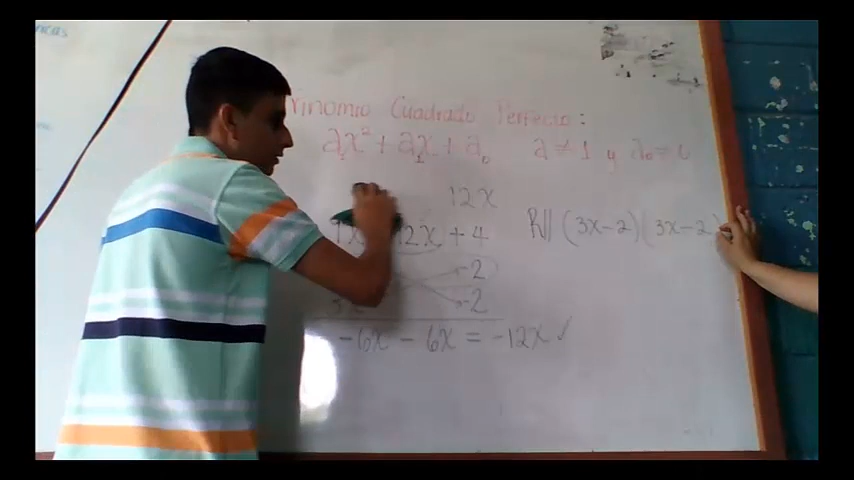 Trinomio Cuadrado Perfecto:
a₂x² + a₁x + a₀ a ≠ 1 y a₀ ≠ 0
12x
12x + 4 R// (3x-2)(3x-2)
-2
-2
-6x - 6x = -12x ✓